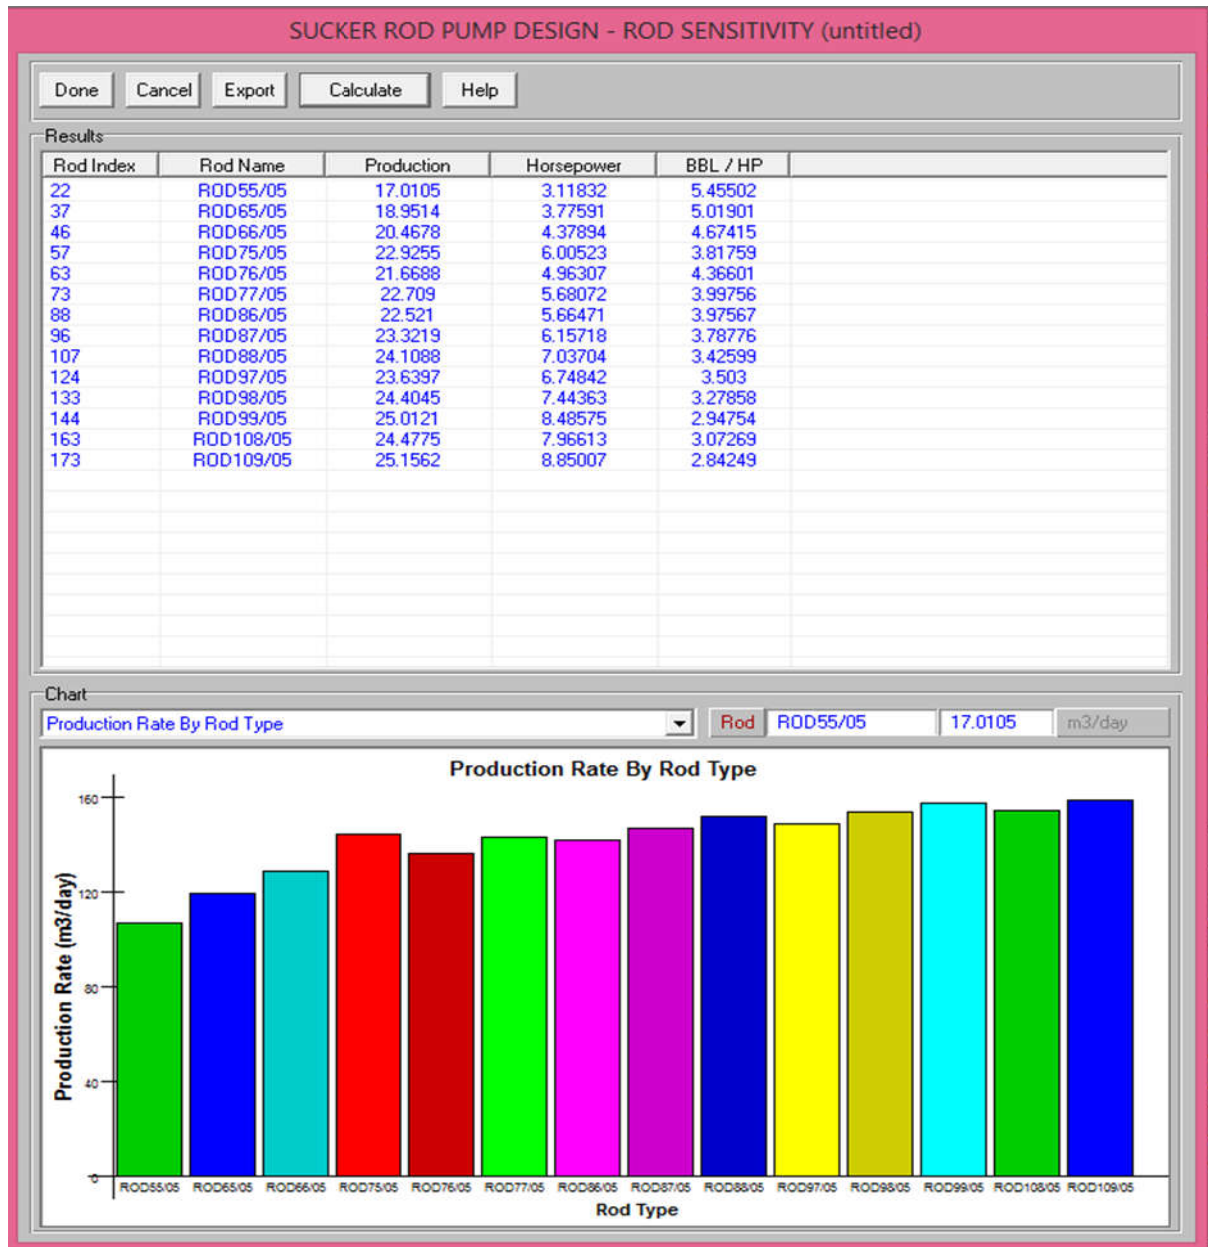 SUCKER ROD PUMP DESIGN - ROD SENSITIVITY (untitled)
Done Cancel Export Calculate Help
Results
Rod Index Rod Name Production Horsepower BBL / HP
22 ROD55/05 17.0105 3.11832 5.45502
37 ROD65/05 18.9514 3.77591 5.01901
46 ROD66/05 20.4678 4.37894 4.67415
57 ROD75/05 22.9255 6.00523 3.81759
63 ROD76/05 21.6688 4.96307 4.36601
73 ROD77/05 22.709 5.68072 3.99756
88 ROD86/05 22.521 5.66471 3.97567
96 ROD87/05 23.3219 6.15718 3.78776
107 ROD88/05 24.1088 7.03704 3.42599
124 ROD97/05 23.6397 6.74842 3.503
133 ROD98/05 24.4045 7.44363 3.27858
144 ROD99/05 25.0121 8.48575 2.94754
163 ROD108/05 24.4775 7.96613 3.07269
173 ROD109/05 25.1562 8.85007 2.84249
Chart
Production Rate By Rod Type Rod ROD55/05 17.0105 m3/day
Production Rate By Rod Type
Production Rate (m3/day)
160
120
80
40
0
ROD55/05 ROD65/05 ROD66/05 ROD75/05 ROD76/05 ROD77/05 ROD86/05 ROD87/05 ROD88/05 ROD97/05 ROD98/05 ROD99/05 ROD108/05 ROD109/05
Rod Type